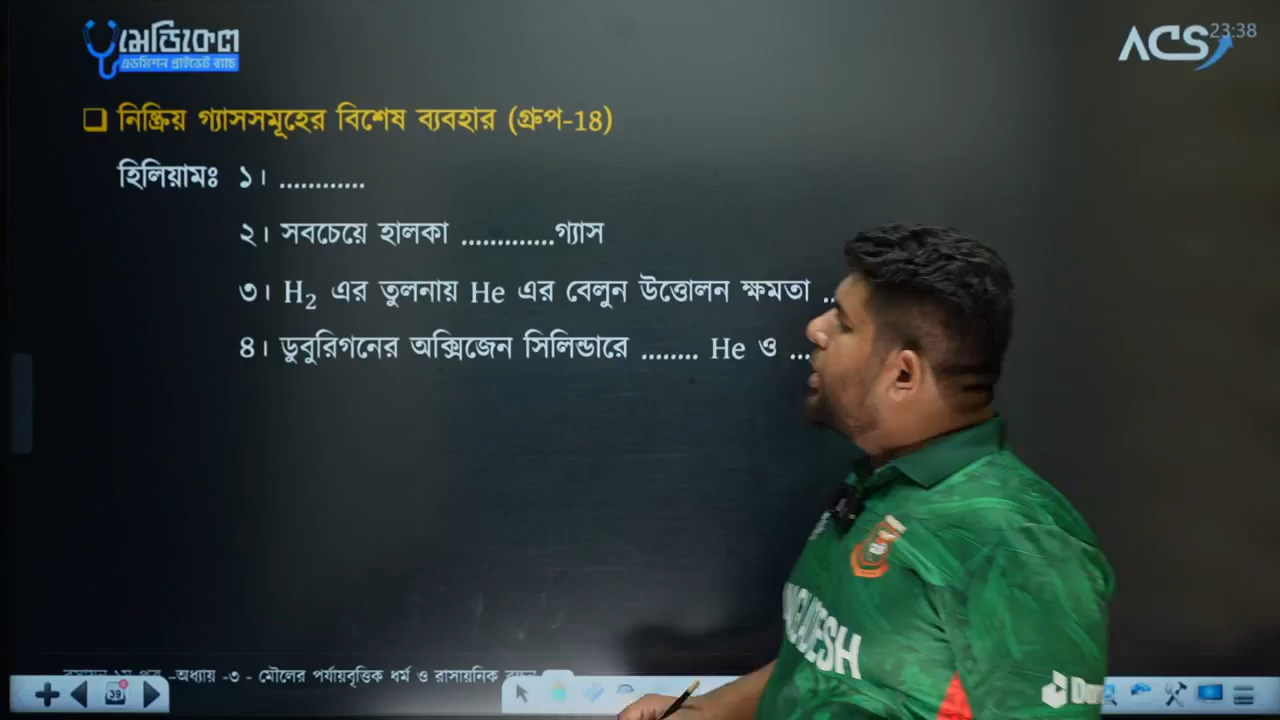 মেডিকেল
এডমিশন প্রাইভেট ব্যাচ
ACS
23:38
নিষ্ক্রিয় গ্যাসসমূহের বিশেষ ব্যবহার (গ্রুপ-18)
হিলিয়ামঃ ১। ............
২। সবচেয়ে হালকা .............গ্যাস
৩। H₂ এর তুলনায় He এর বেলুন উত্তোলন ক্ষমতা ..
৪। ডুবুরিগনের অক্সিজেন সিলিন্ডারে ........ He ও ...
-অধ্যায় -৩ - মৌলের পর্যায়বৃত্তিক ধর্ম ও রাসায়নিক
39
BANGLADESH